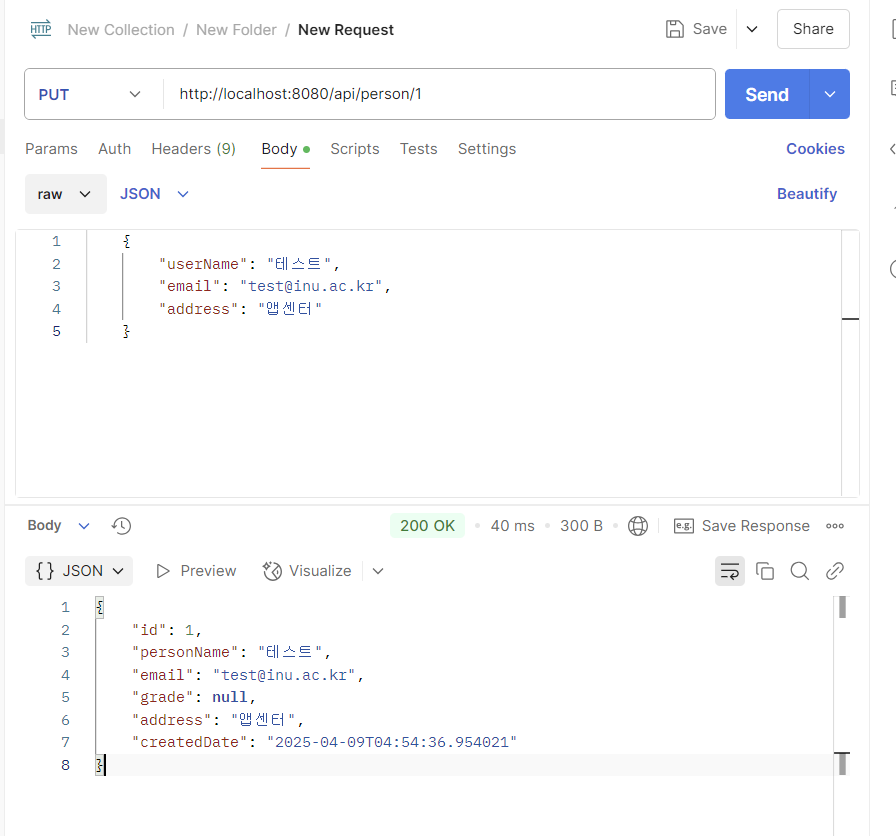 HTTP New Collection / New Folder / New Request Save Share
PUT http://localhost:8080/api/person/1 Send
Params Auth Headers (9) Body Scripts Tests Settings Cookies
raw JSON Beautify
1 {
2 "userName": "테스트",
3 "email": "test@inu.ac.kr",
4 "address": "앱센터"
5 }
Body 200 OK 40 ms 300 B e.g. Save Response
{} JSON Preview Visualize
1 {
2 "id": 1,
3 "personName": "테스트",
4 "email": "test@inu.ac.kr",
5 "grade": null,
6 "address": "앱센터",
7 "createdDate": "2025-04-09T04:54:36.954021"
8 }